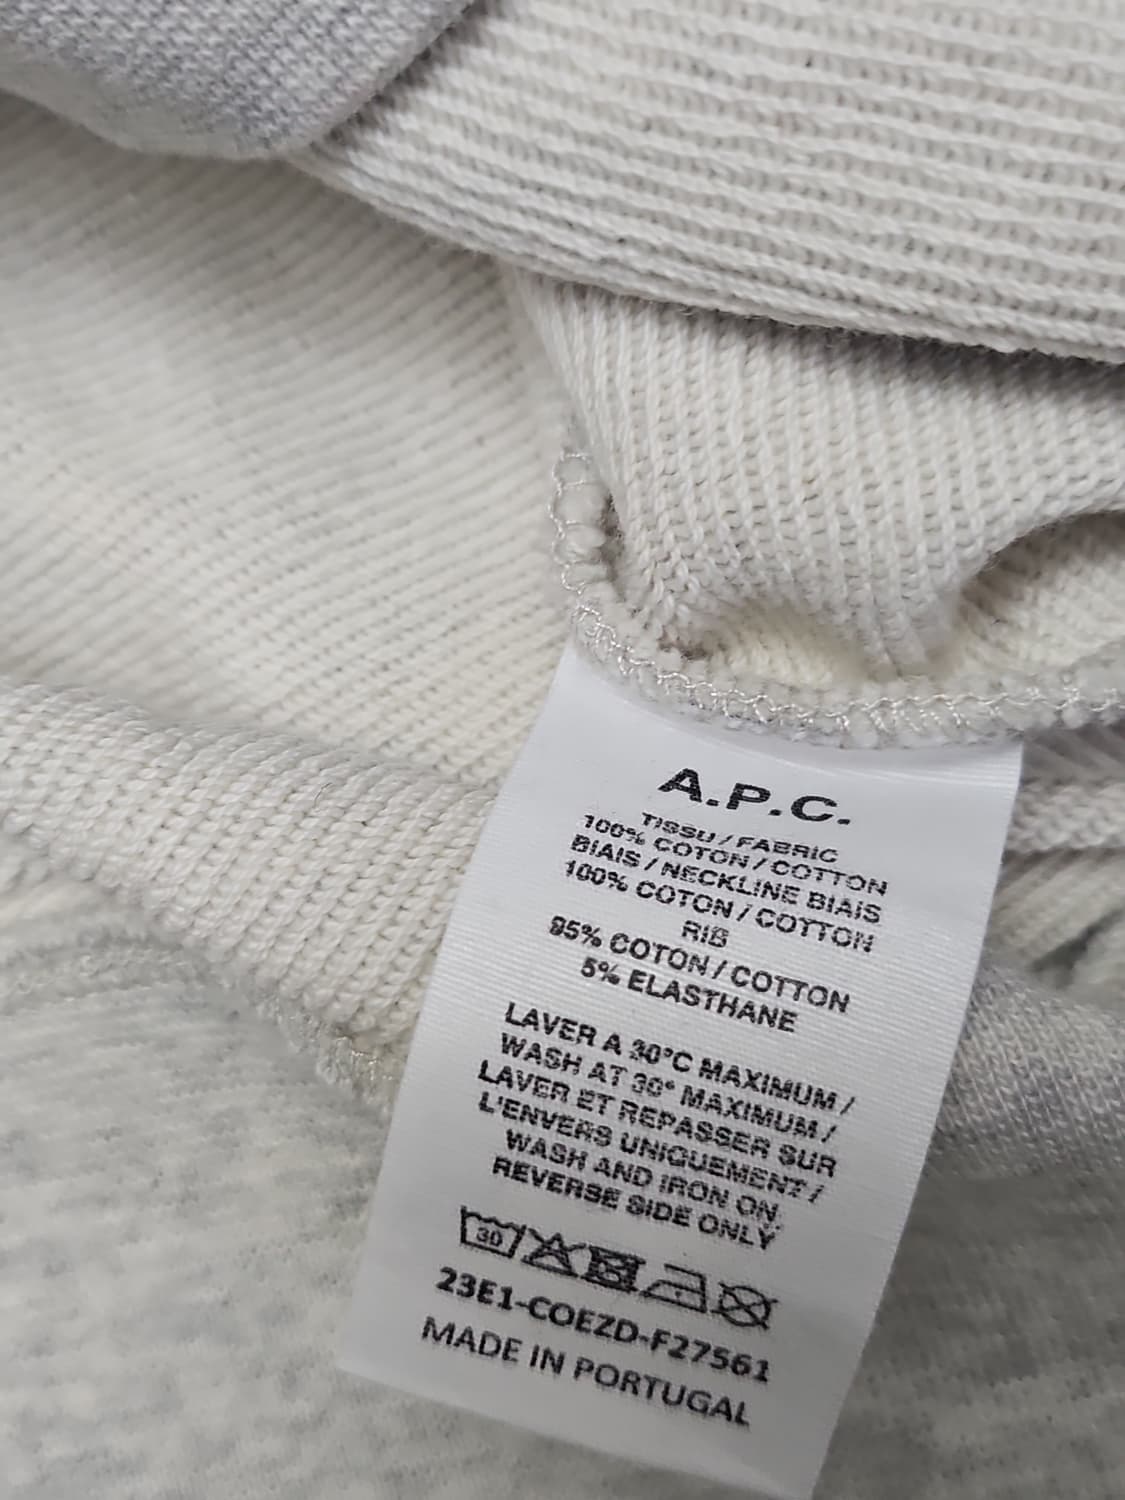 A.P.C.
TISSU / FABRIC
100% COTON / COTTON
BIAIS / NECKLINE BIAIS
100% COTON / COTTON
RIB
95% COTON / COTTON
5% ELASTHANE
LAVER A 30°C MAXIMUM /
WASH AT 30° MAXIMUM /
LAVER ET REPASSER SUR
L'ENVERS UNIQUEMENT /
WASH AND IRON ON
REVERSE SIDE ONLY
30
23E1-COEZD-F27561
MADE IN PORTUGAL